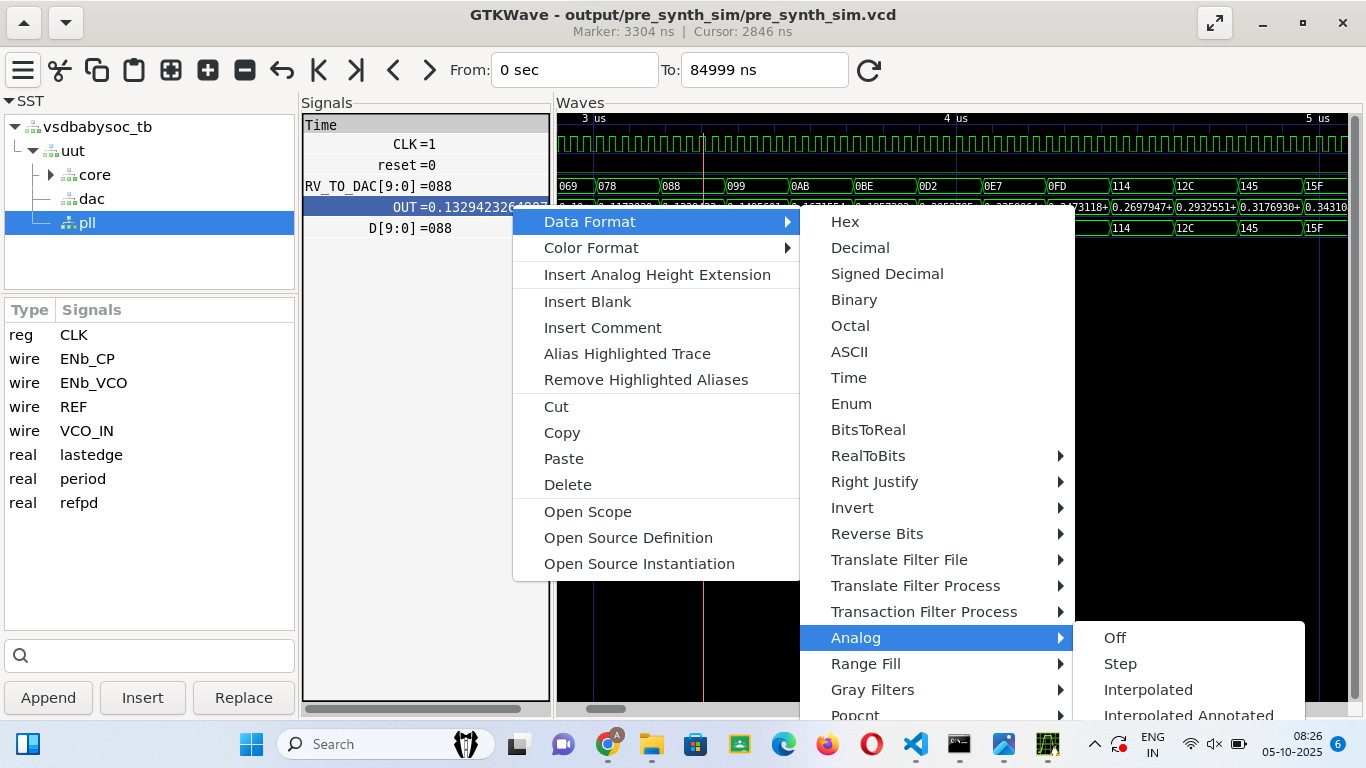 GTKWave - output/pre_synth_sim/pre_synth_sim.vcd
Marker: 3304 ns | Cursor: 2846 ns
From: 0 sec To: 84999 ns
SST
vsdbabysoc_tb
uut
core
dac
pll
Type Signals
reg CLK
wire ENb_CP
wire ENb_VCO
wire REF
wire VCO_IN
real lastedge
real period
real refpd
Append Insert Replace
Signals
Time
CLK=1
reset=0
RV_TO_DAC[9:0]=088
D[9:0]=088
Waves
3 us 4 us 5 us
069 078 088 099 0AB 0BE 0D2 0E7 0FD 114 12C 145 15F
0.2697947+ 0.2932551+ 0.3176930+ 0.34310
114 12C 145 15F
Data Format
Color Format
Insert Analog Height Extension
Insert Blank
Insert Comment
Alias Highlighted Trace
Remove Highlighted Aliases
Cut
Copy
Paste
Delete
Open Scope
Open Source Definition
Open Source Instantiation
Hex
Decimal
Signed Decimal
Binary
Octal
ASCII
Time
Enum
BitsToReal
RealToBits
Right Justify
Invert
Reverse Bits
Translate Filter File
Translate Filter Process
Transaction Filter Process
Analog
Range Fill
Gray Filters
Popcnt
Off
Step
Interpolated
Interpolated Annotated
Search
A
ENG
IN
08:26
05-10-2025
6